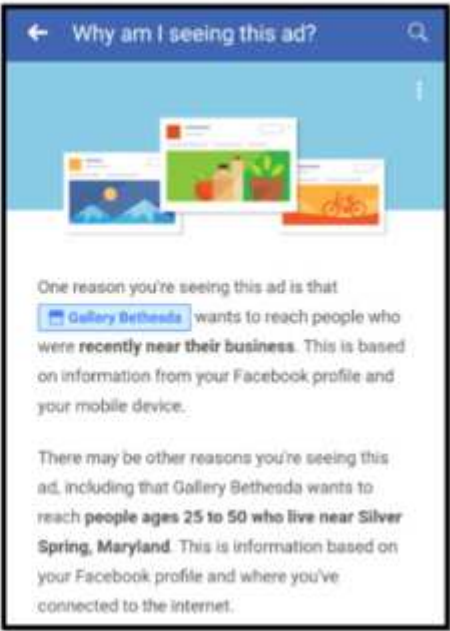 Why am I seeing this ad?
One reason you're seeing this ad is that
Gallery Bethesda wants to reach people who
were recently near their business. This is based
on information from your Facebook profile and
your mobile device.
There may be other reasons you're seeing this
ad, including that Gallery Bethesda wants to
reach people ages 25 to 50 who live near Silver
Spring, Maryland. This is information based on
your Facebook profile and where you've
connected to the internet.